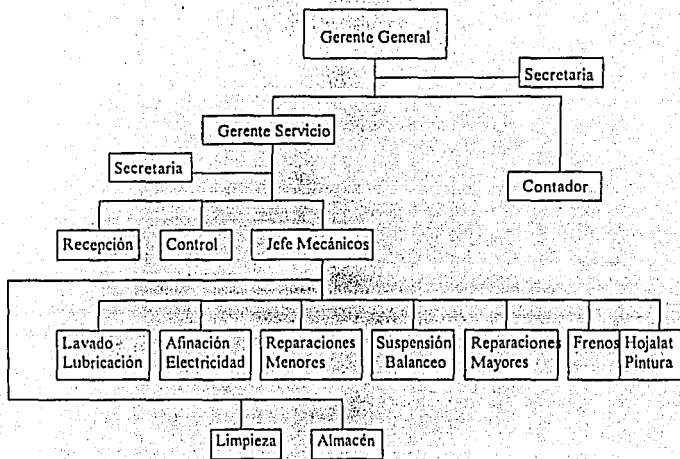 Gerente General
Secretaria
Gerente Servicio
Secretaria
Contador
Recepción
Control
Jefe Mecánicos
Lavado
Lubricación
Afinación
Electricidad
Reparaciones
Menores
Suspensión
Balanceo
Reparaciones
Mayores
Frenos
Hojalat
Pintura
Limpieza
Almacén